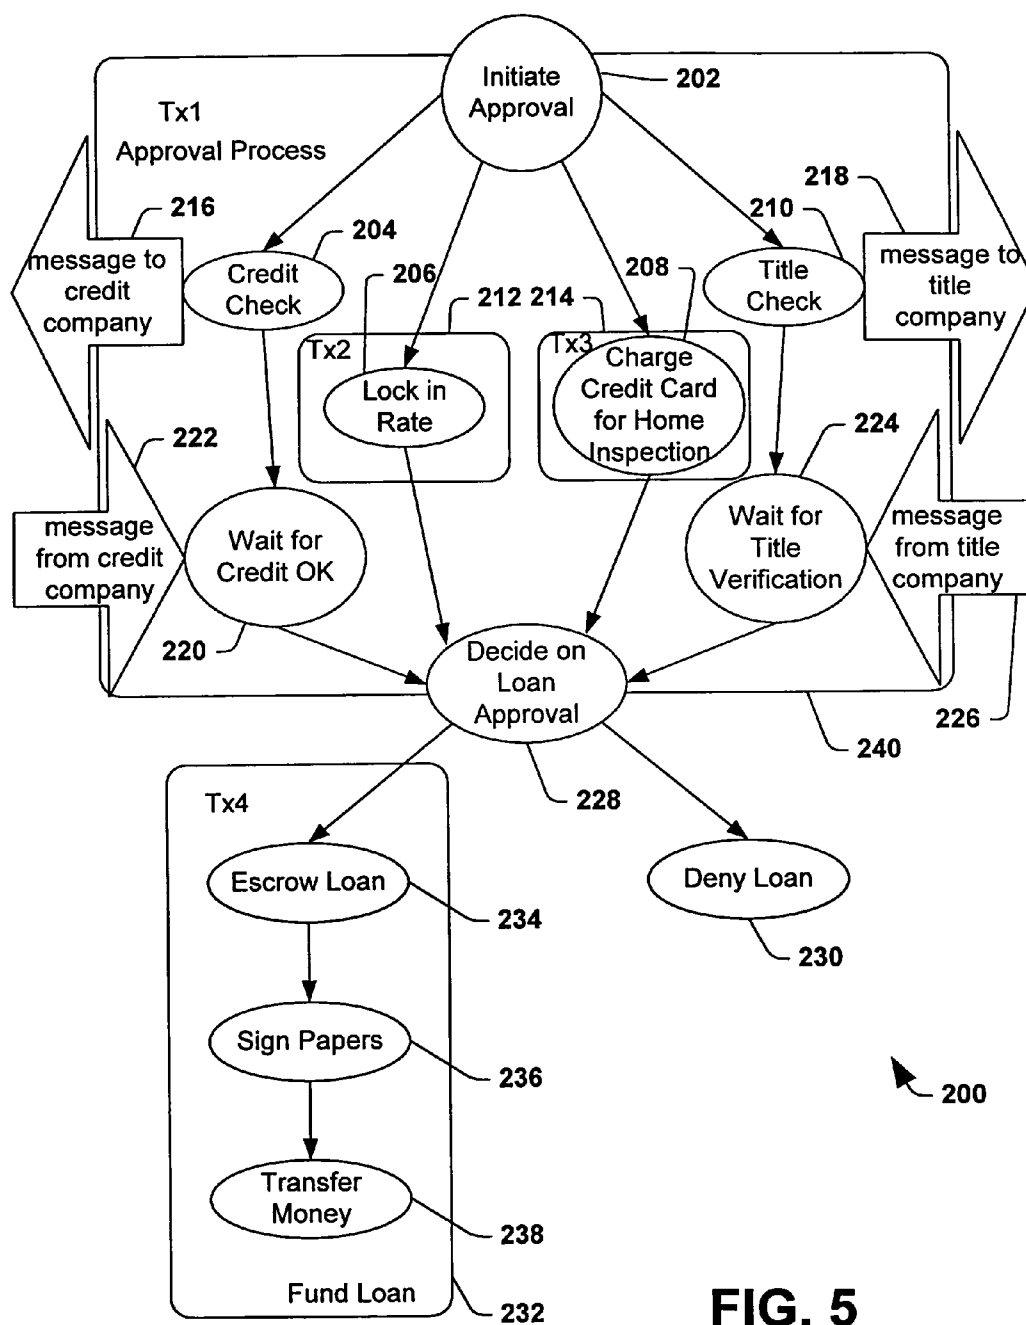 Initiate
Approval
202
Tx1
Approval Process
216
204
206
208
210
218
message to
credit
company
Credit
Check
Title
Check
message to
title
company
212
214
Tx2
Lock in
Rate
Tx3
Charge
Credit Card
for Home
Inspection
222
224
message
from credit
company
Wait for
Credit OK
Wait for
Title
Verification
message
from title
company
220
Decide on
Loan
Approval
226
240
228
Tx4
Escrow Loan
234
Deny Loan
230
Sign Papers
236
200
Transfer
Money
238
Fund Loan
232
FIG. 5